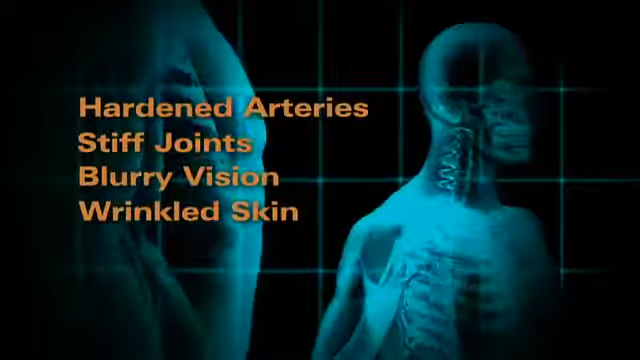 Hardened Arteries
Stiff Joints
Blurry Vision
Wrinkled Skin